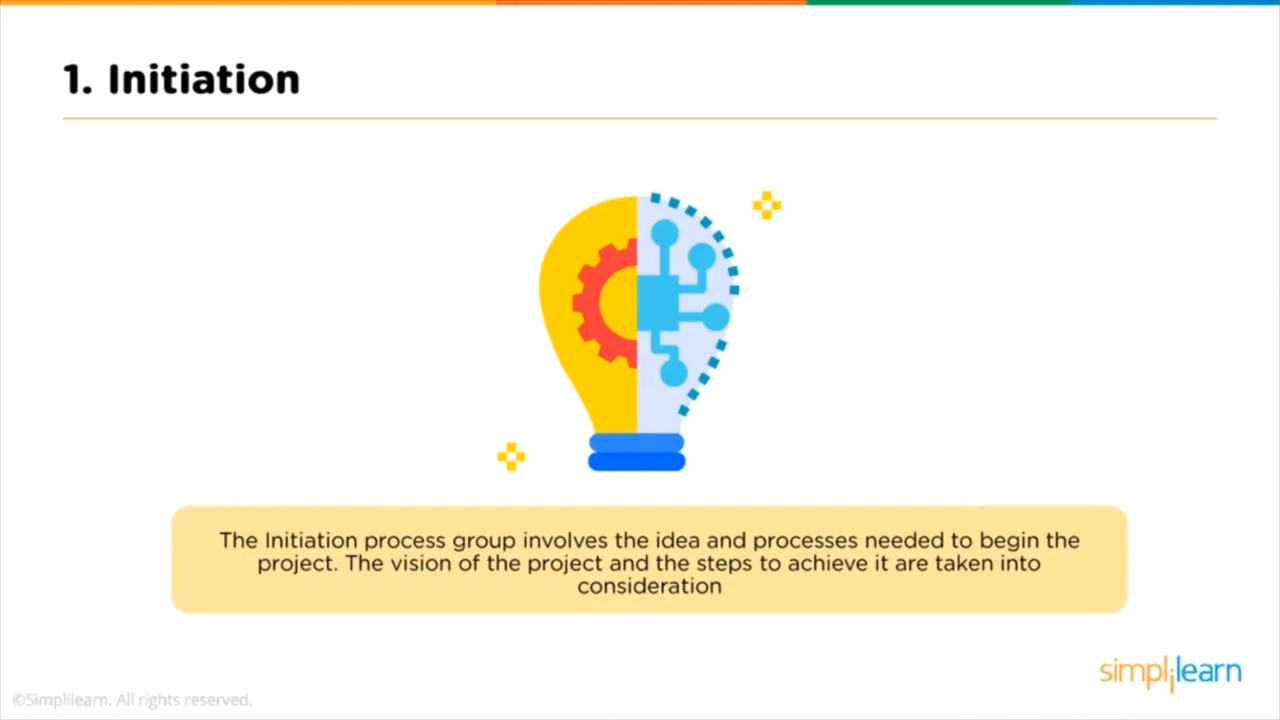 1. Initiation
The Initiation process group involves the idea and processes needed to begin the
project. The vision of the project and the steps to achieve it are taken into
consideration
simplilearn
©Simplilearn. All rights reserved.